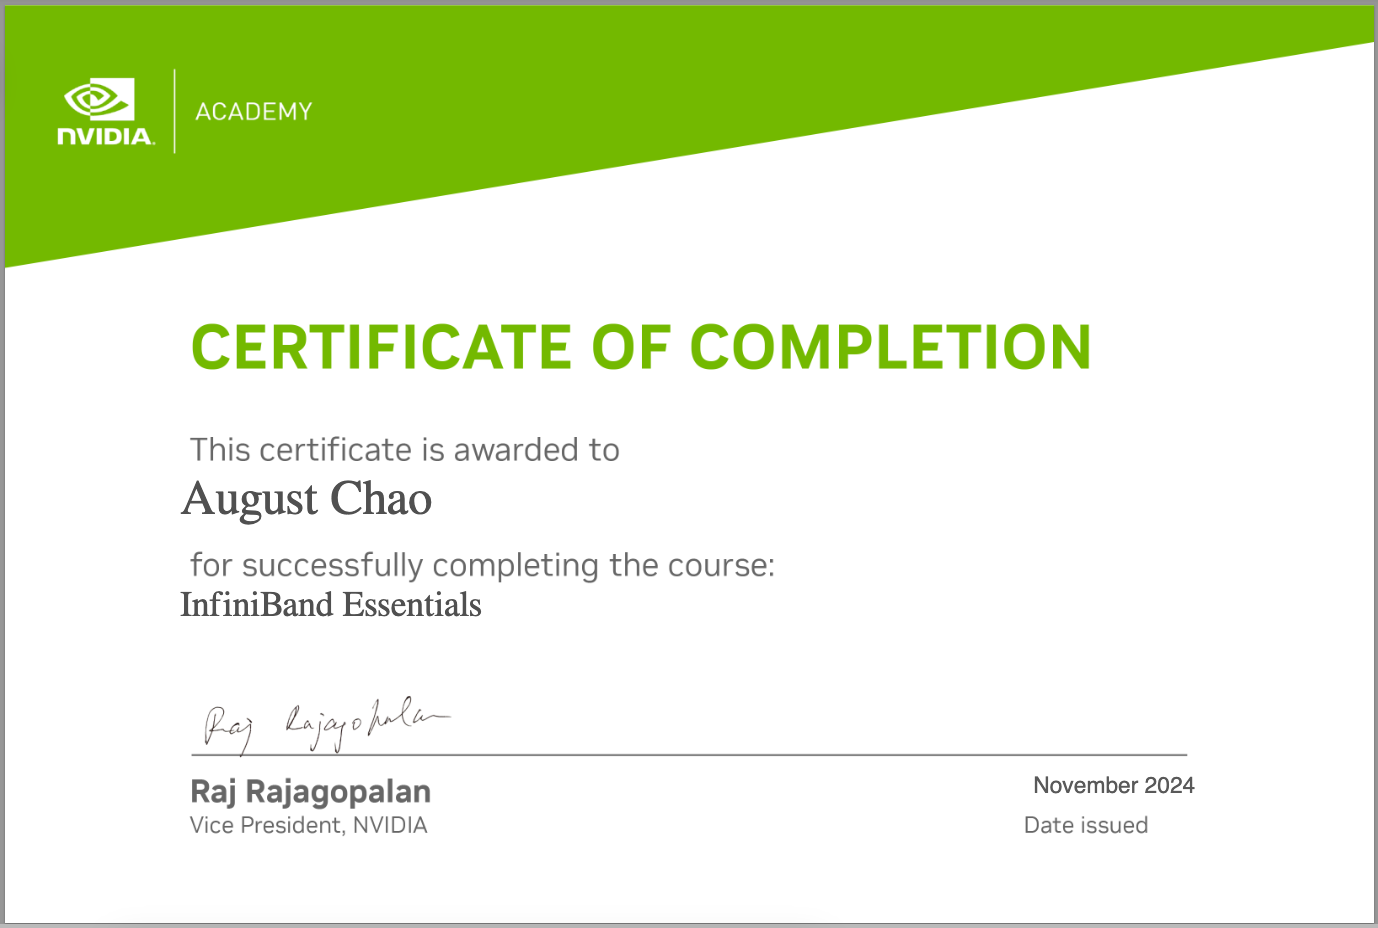 NVIDIA.
ACADEMY
CERTIFICATE OF COMPLETION
This certificate is awarded to
August Chao
for successfully completing the course:
InfiniBand Essentials
Raj Rajagopalan
Raj Rajagopalan
Vice President, NVIDIA
November 2024
Date issued